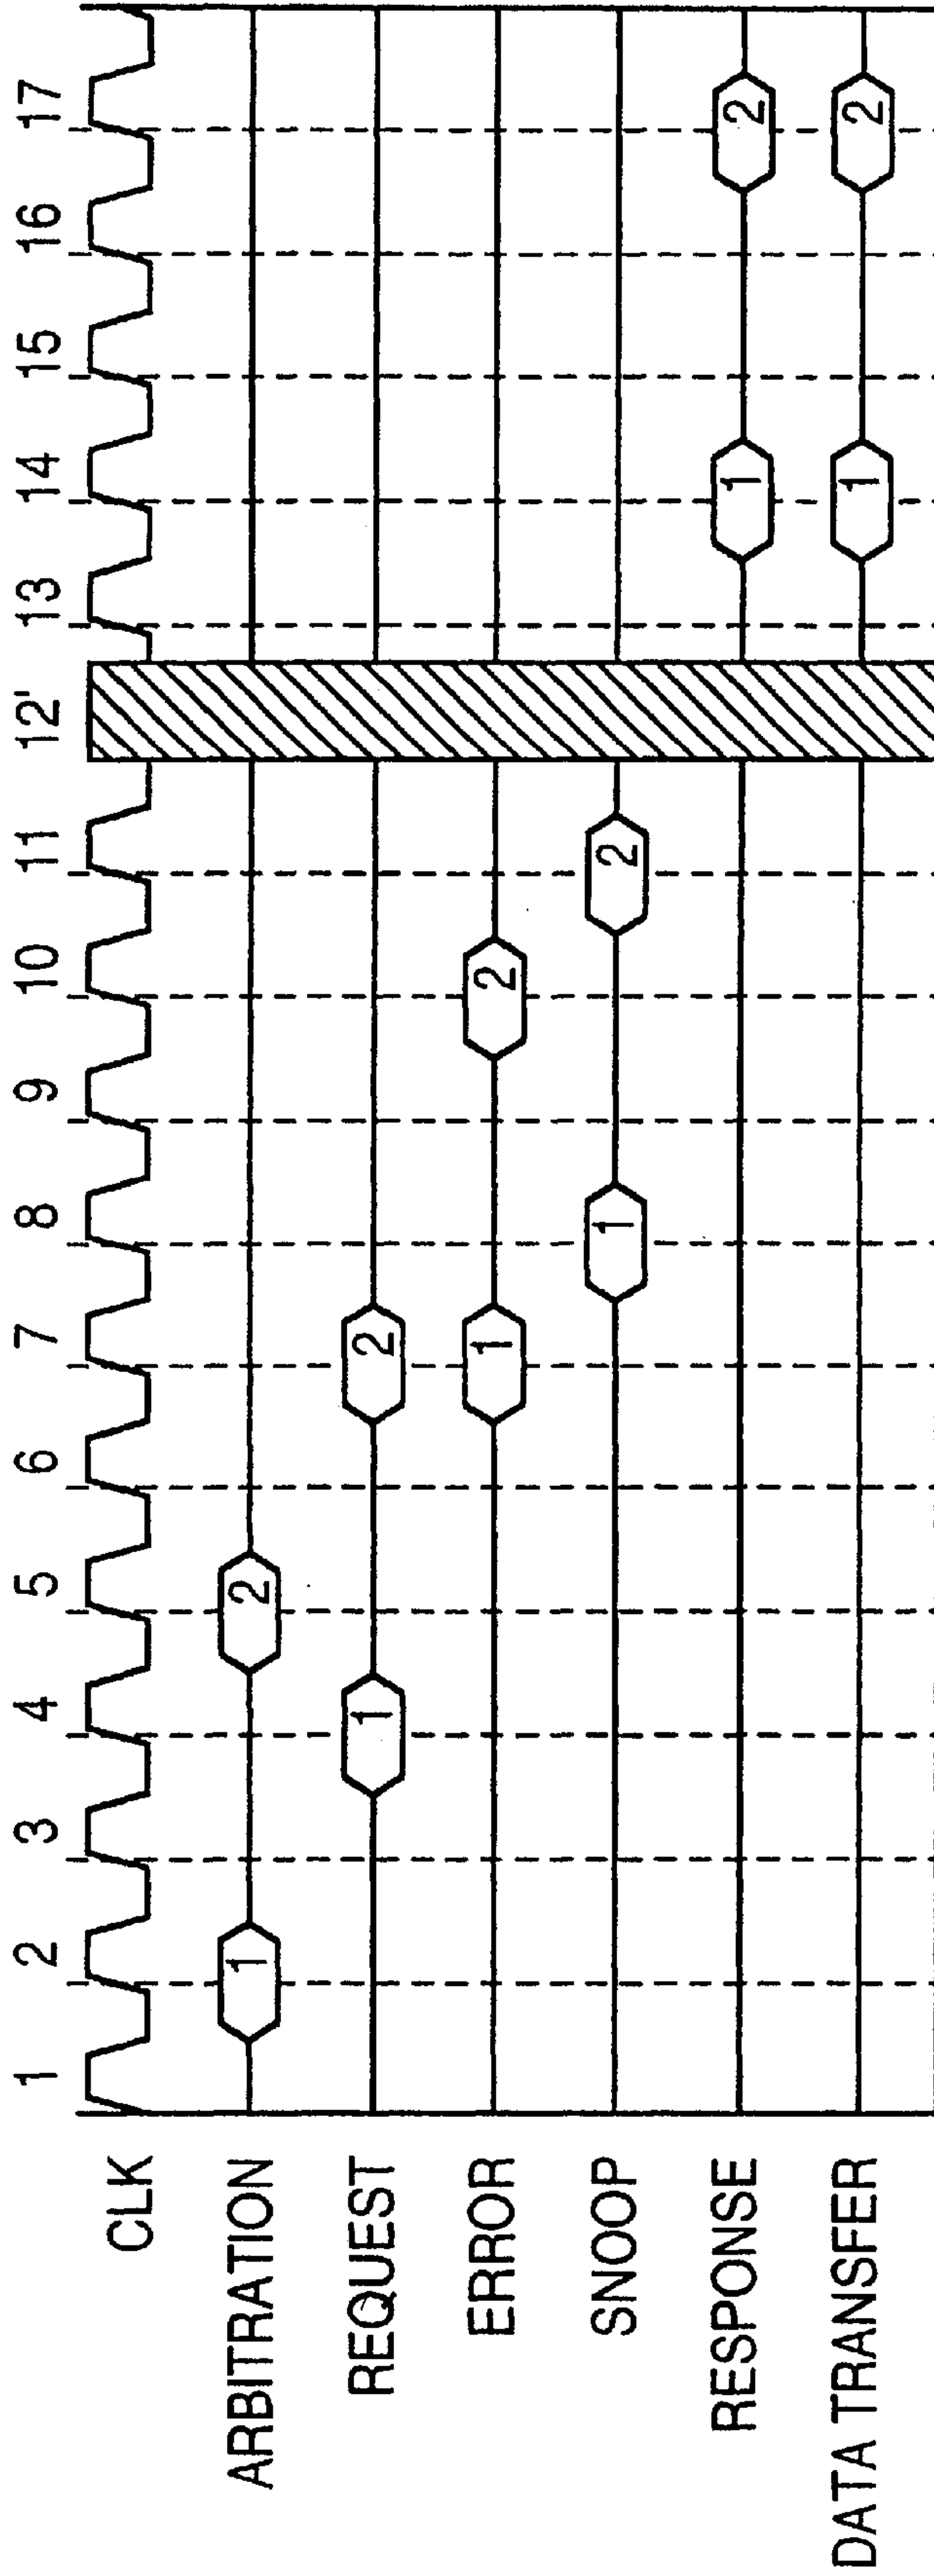 1 2 3 4 5 6 7 8 9 10 11 12' 13 14 15 16 17
CLK
ARBITRATION 1 2
REQUEST 1 2
ERROR 1 2
SNOOP 1 2
RESPONSE 1 2
DATA TRANSFER 1 2